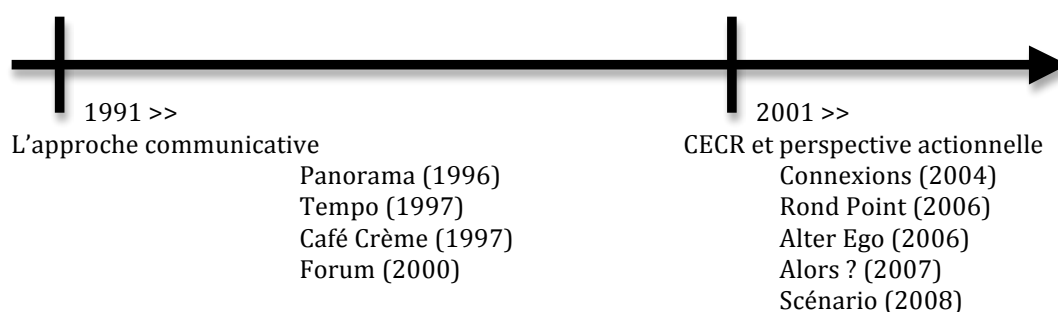 1991 >>
L’approche communicative
Panorama (1996)
Tempo (1997)
Café Crème (1997)
Forum (2000)
2001 >>
CECR et perspective actionnelle
Connexions (2004)
Rond Point (2006)
Alter Ego (2006)
Alors ? (2007)
Scénario (2008)